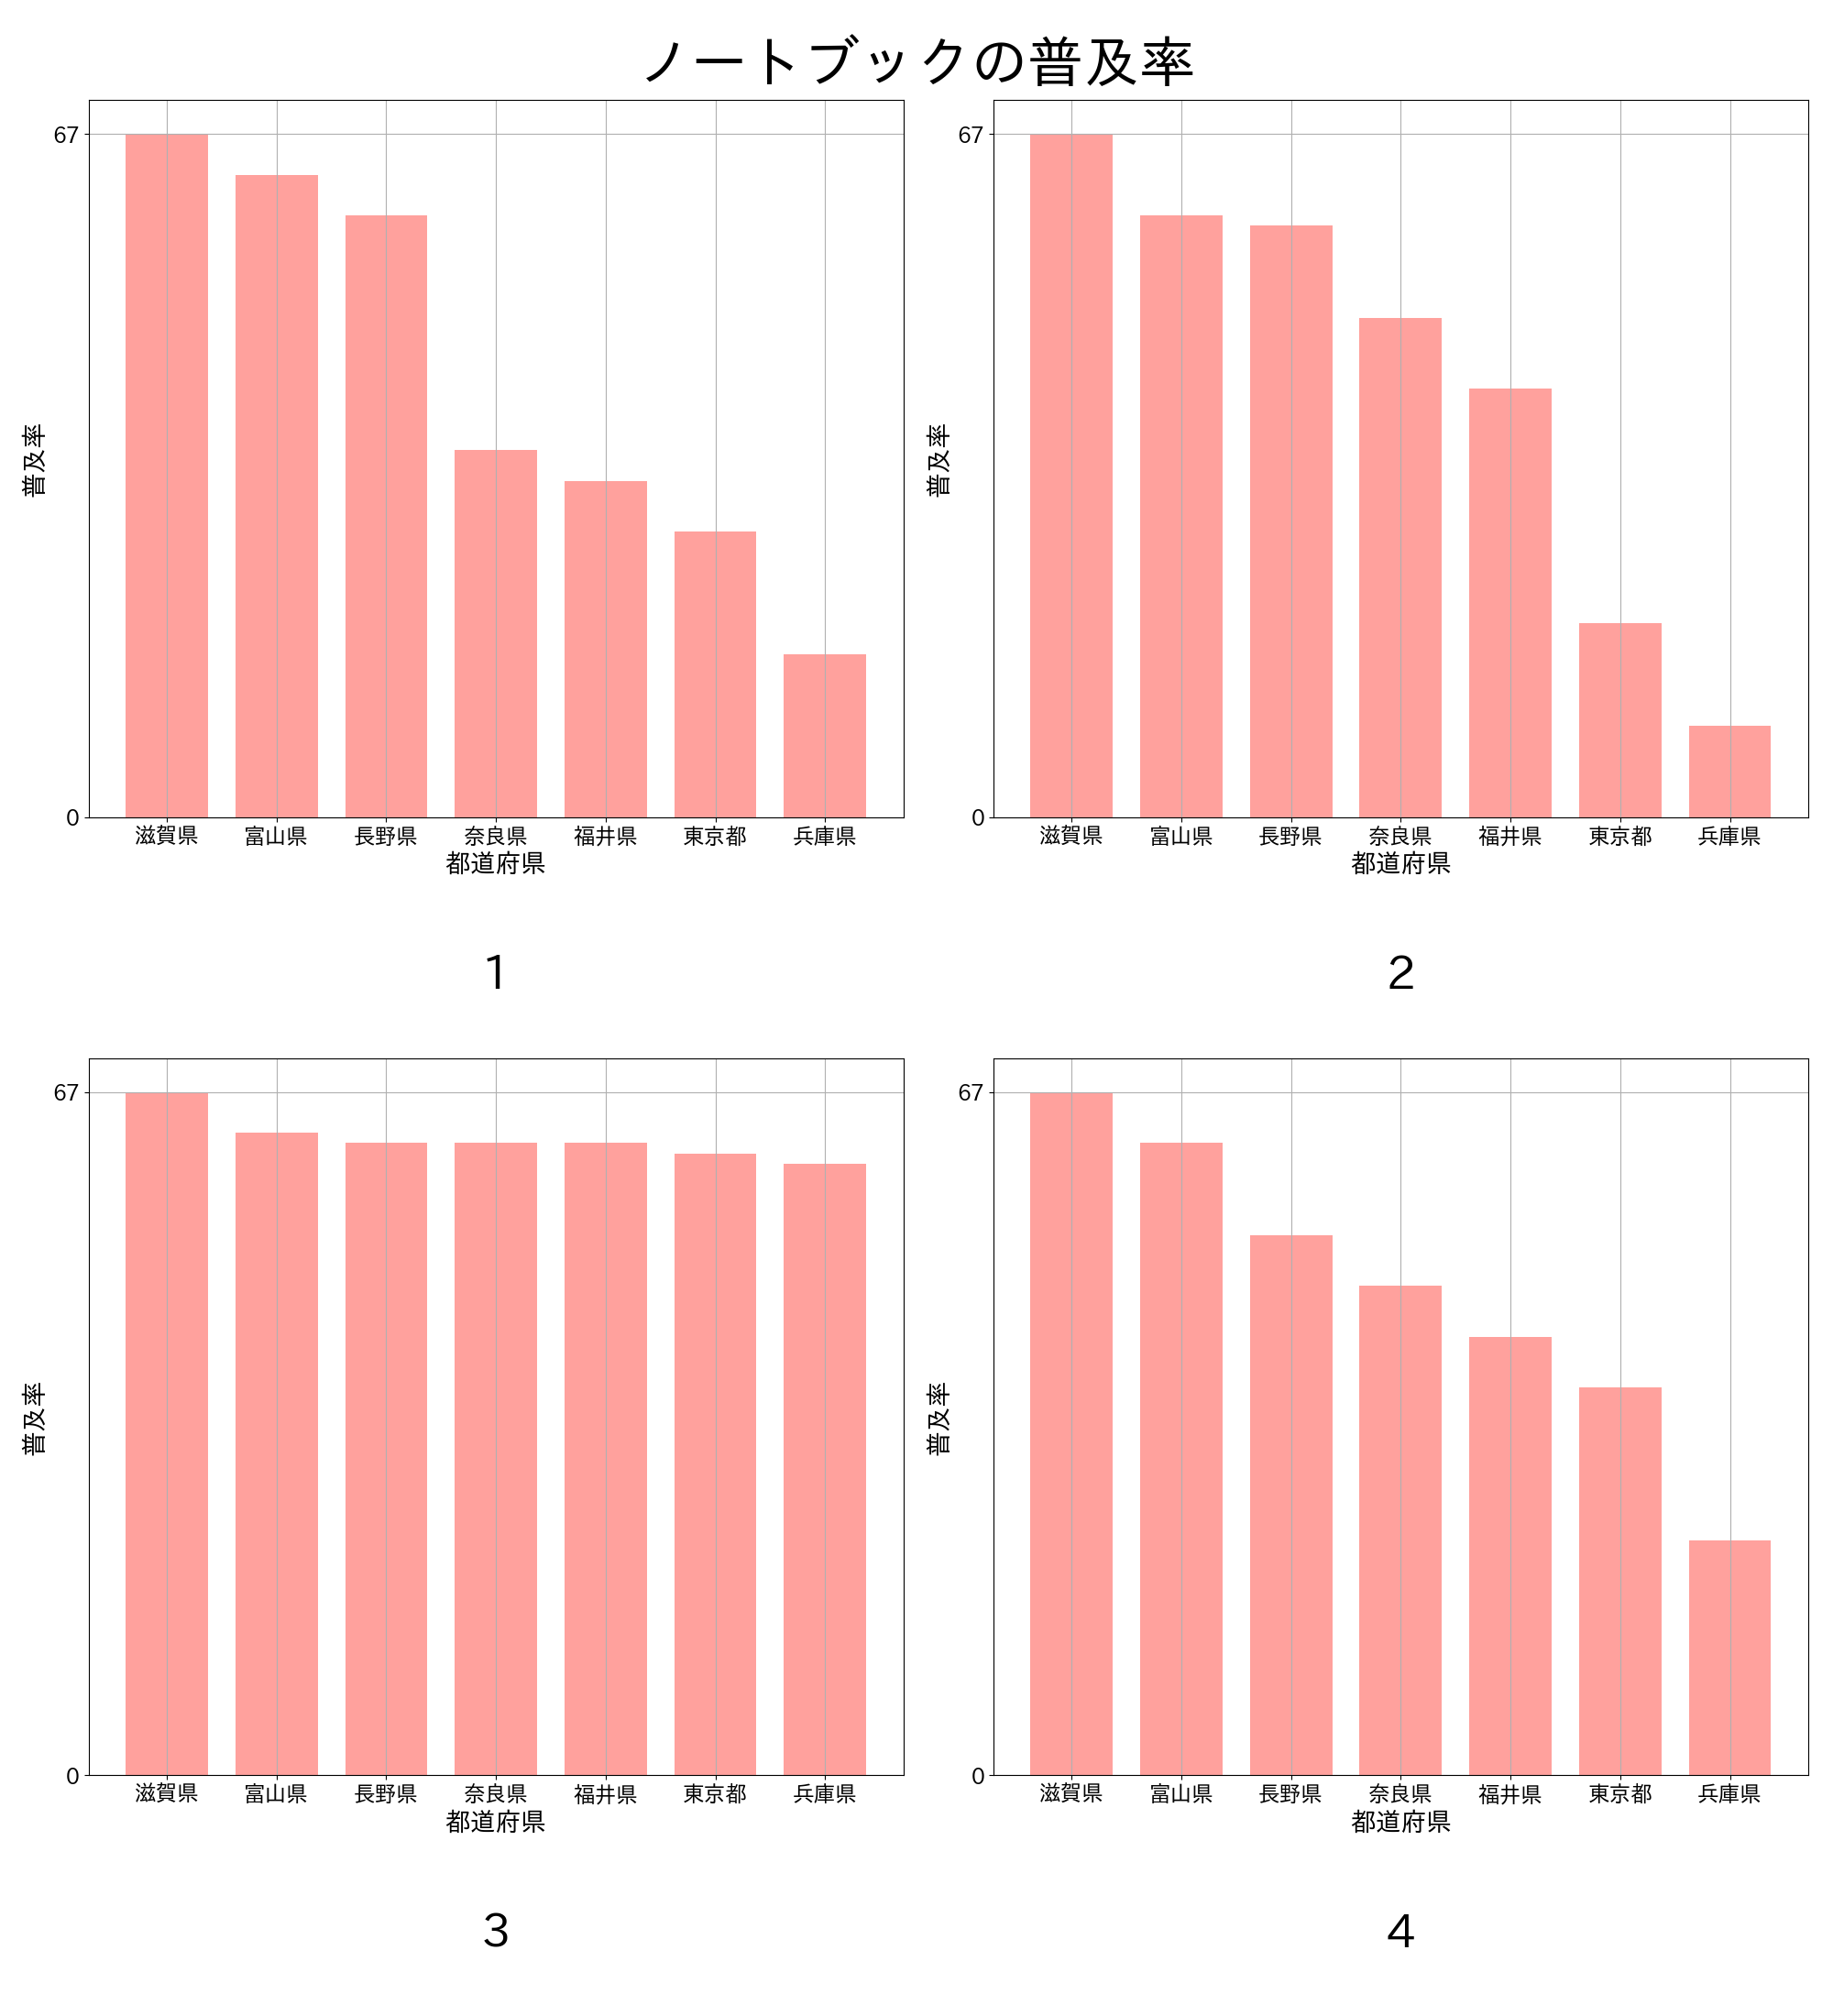 ノートブックの普及率
67
0
普及率
滋賀県 富山県 長野県 奈良県 福井県 東京都 兵庫県
都道府県
1
67
0
普及率
滋賀県 富山県 長野県 奈良県 福井県 東京都 兵庫県
都道府県
2
67
0
普及率
滋賀県 富山県 長野県 奈良県 福井県 東京都 兵庫県
都道府県
3
67
0
普及率
滋賀県 富山県 長野県 奈良県 福井県 東京都 兵庫県
都道府県
4